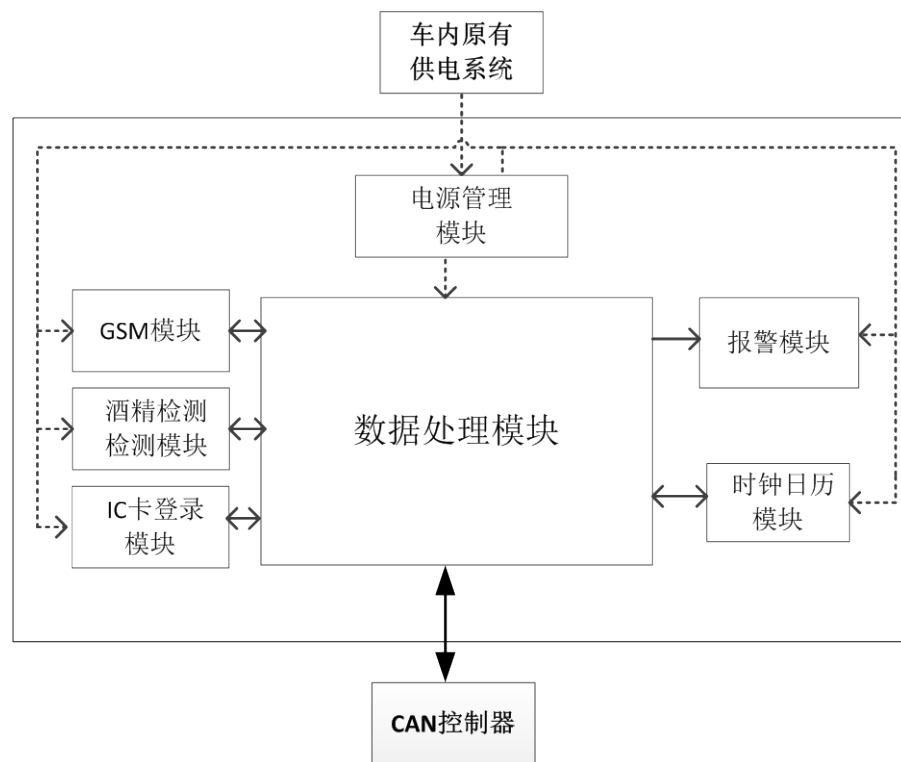 车内原有
供电系统
电源管理
模块
GSM模块
报警模块
酒精检测
检测模块
数据处理模块
IC卡登录
模块
时钟日历
模块
CAN控制器